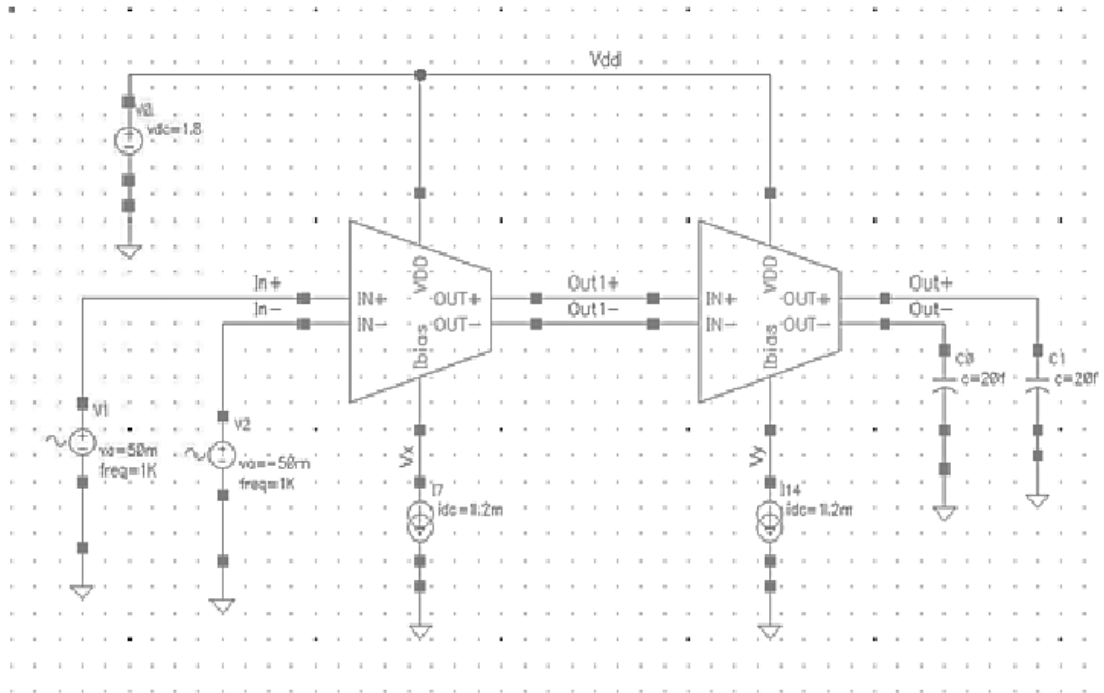 Vdd
V0
vdc=1.8
In+
In-
IN+
IN-
VDD
OUT+
OUT-
Ibias
Out1+
Out1-
IN+
IN-
VDD
OUT+
OUT-
Ibias
Out+
Out-
C0
c=20f
C1
c=20f
V1
va=50m
freq=1K
V2
va=-50m
freq=1K
Vx
I7
idc=1.2m
Vy
I14
idc=1.2m